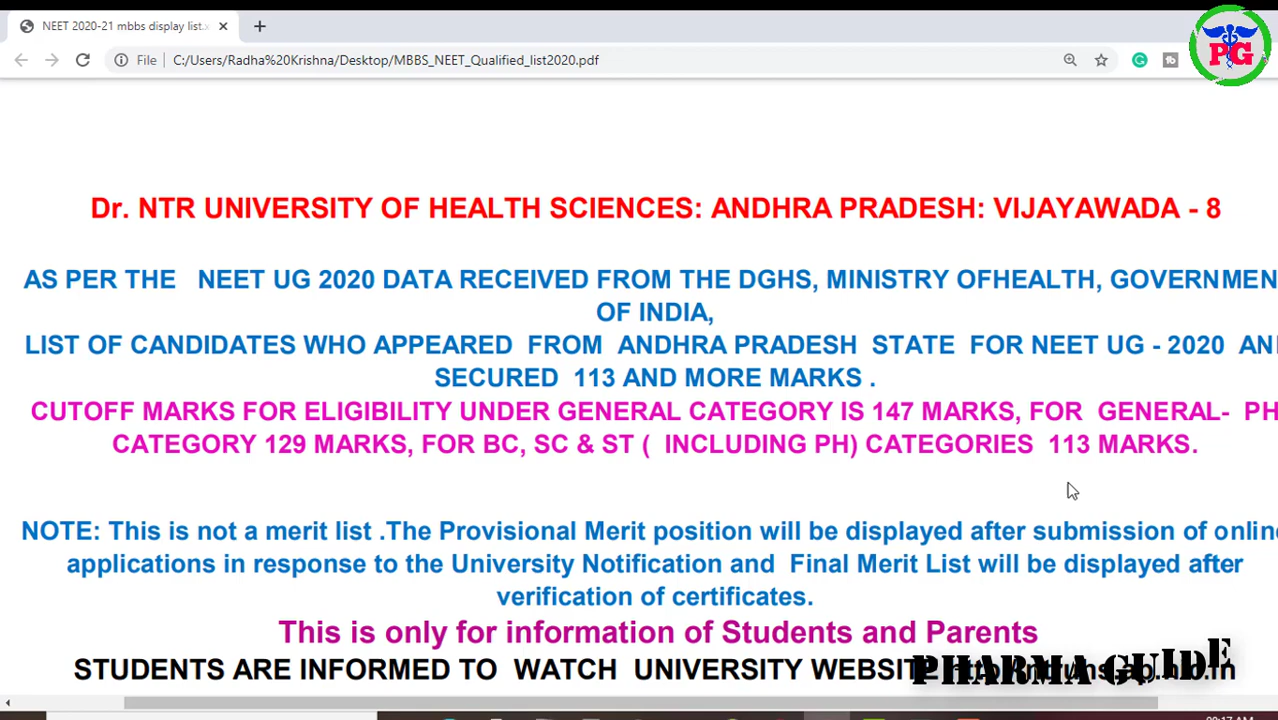 NEET 2020-21 mbbs display list.x
File C:/Users/Radha%20Krishna/Desktop/MBBS_NEET_Qualified_list2020.pdf
PG
Dr. NTR UNIVERSITY OF HEALTH SCIENCES: ANDHRA PRADESH: VIJAYAWADA - 8
AS PER THE NEET UG 2020 DATA RECEIVED FROM THE DGHS, MINISTRY OFHEALTH, GOVERNMEN
OF INDIA,
LIST OF CANDIDATES WHO APPEARED FROM ANDHRA PRADESH STATE FOR NEET UG - 2020 AN
SECURED 113 AND MORE MARKS .
CUTOFF MARKS FOR ELIGIBILITY UNDER GENERAL CATEGORY IS 147 MARKS, FOR GENERAL- PH
CATEGORY 129 MARKS, FOR BC, SC & ST ( INCLUDING PH) CATEGORIES 113 MARKS.
NOTE: This is not a merit list .The Provisional Merit position will be displayed after submission of onlin
applications in response to the University Notification and Final Merit List will be displayed after
verification of certificates.
This is only for information of Students and Parents
STUDENTS ARE INFORMED TO WATCH UNIVERSITY WEBSITE
PHARMA GUIDE